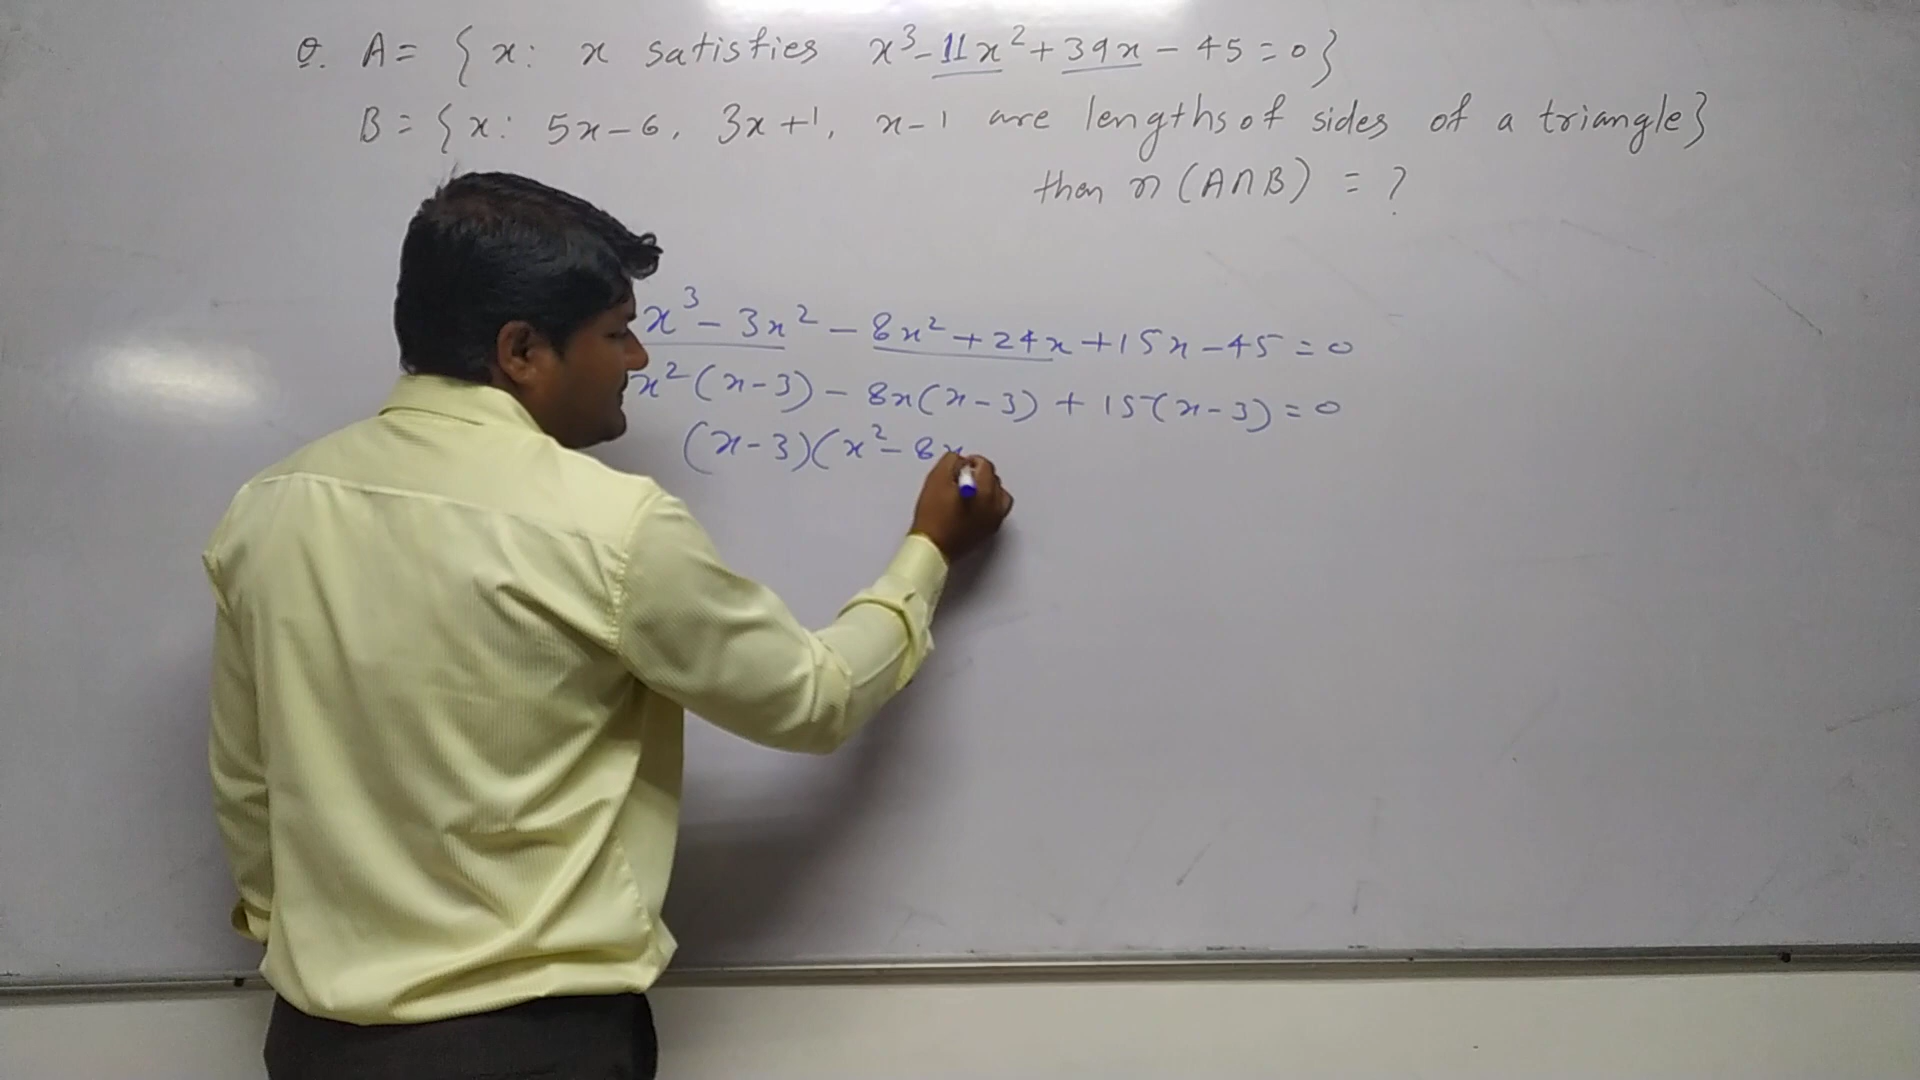 Q. A = { x: x satisfies x³ - 11x² + 39x - 45 = 0}
B = { x: 5x-6, 3x+1, x-1 are lengths of sides of a triangle}
then n (A∩B) = ?
x³ - 3x² - 8x² + 24x + 15x - 45 = 0
x² (x-3) - 8x(x-3) + 15(x-3) = 0
(x-3)(x² - 8x